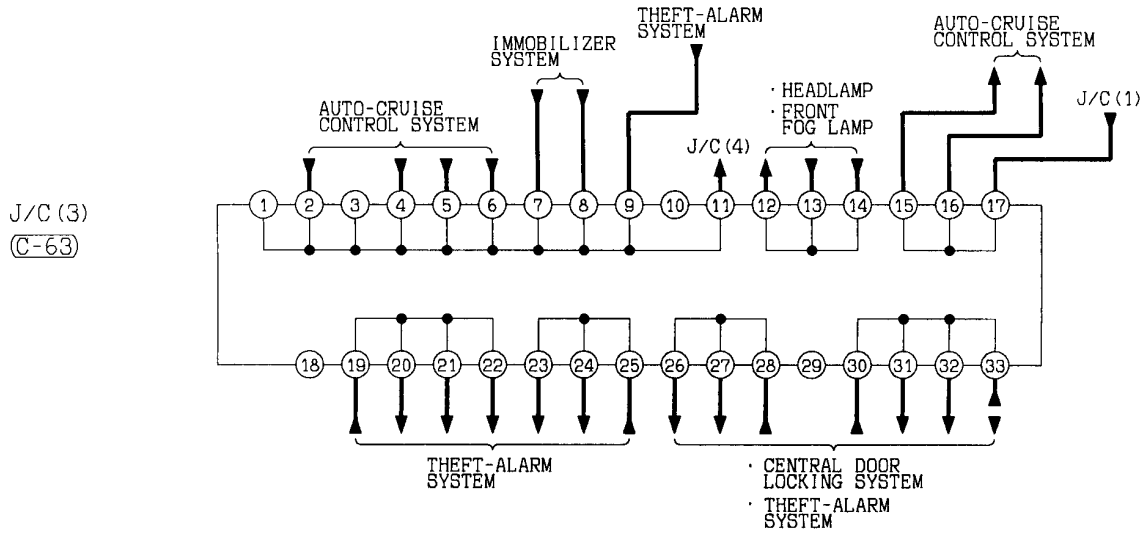 THEFT-ALARM
SYSTEM
AUTO-CRUISE
CONTROL SYSTEM
IMMOBILIZER
SYSTEM
· HEADLAMP
· FRONT
FOG LAMP
J/C (1)
AUTO-CRUISE
CONTROL SYSTEM
J/C (4)
J/C (3)
C-63
1 2 3 4 5 6 7 8 9 10 11 12 13 14 15 16 17
18 19 20 21 22 23 24 25 26 27 28 29 30 31 32 33
THEFT-ALARM
SYSTEM
· CENTRAL DOOR
LOCKING SYSTEM
· THEFT-ALARM
SYSTEM